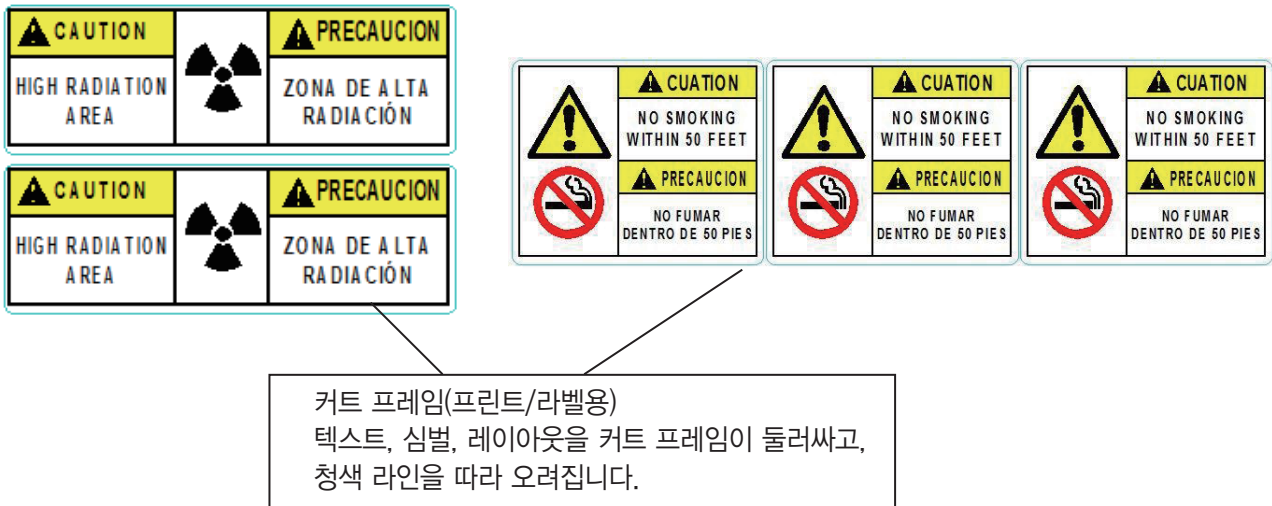 CAUTION
PRECAUCION
HIGH RADIATION
AREA
ZONA DE ALTA
RADIACIÓN
CAUTION
PRECAUCION
HIGH RADIATION
AREA
ZONA DE ALTA
RADIACIÓN
CUATION
NO SMOKING
WITHIN 50 FEET
PRECAUCION
NO FUMAR
DENTRO DE 50 PIES
CUATION
NO SMOKING
WITHIN 50 FEET
PRECAUCION
NO FUMAR
DENTRO DE 50 PIES
CUATION
NO SMOKING
WITHIN 50 FEET
PRECAUCION
NO FUMAR
DENTRO DE 50 PIES
커트 프레임(프린트/라벨용)
텍스트, 심벌, 레이아웃을 커트 프레임이 둘러싸고,
청색 라인을 따라 오려집니다.